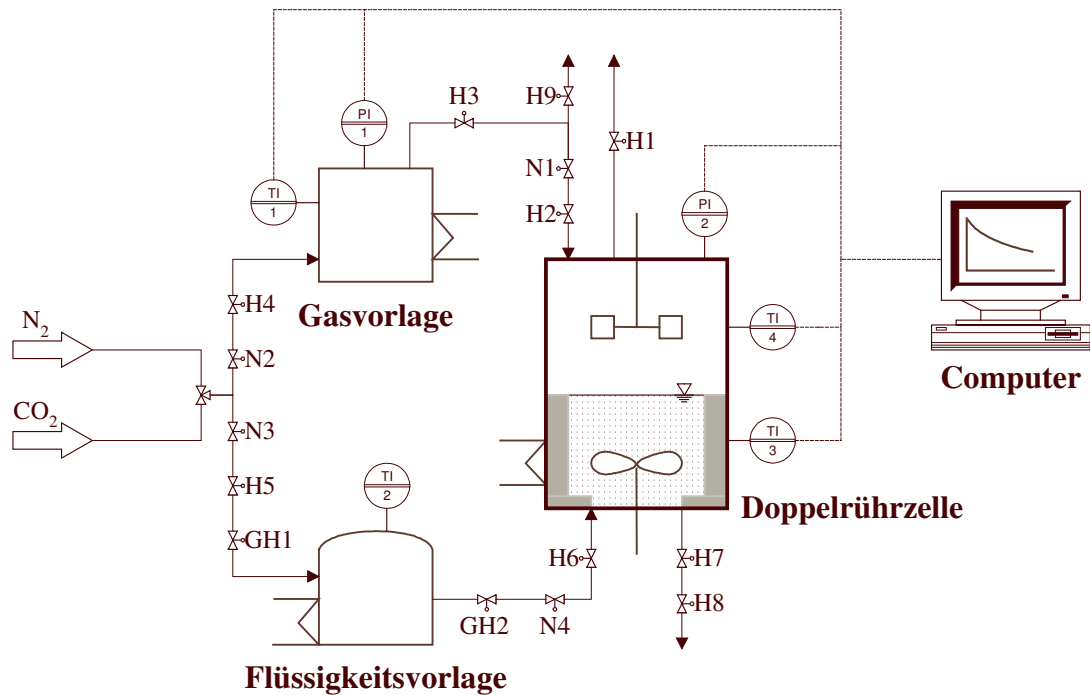 H3
H9
PI
1
H1
N1
TI
1
PI
2
H2
H4
Gasvorlage
N2
N2
TI
4
Computer
CO2
N3
TI
3
H5
TI
2
Doppelrührzelle
GH1
H6
H7
GH2
N4
H8
Flüssigkeitsvorlage